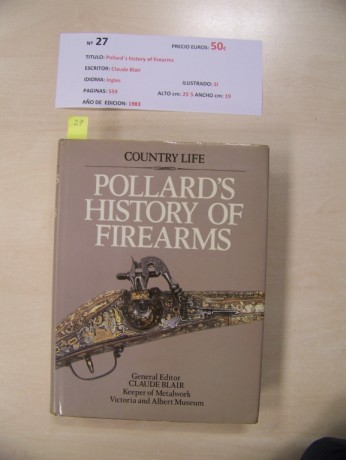 Nº 27 PRECIO EUROS: 50€
TITULO: Pollard´s history of Firearms
ESCRITOR: Claude Blair
IDIOMA: Ingles ILUSTRADO: SI
PAGINAS: 559 ALTO cm: 25´5 ANCHO cm: 19
AÑO DE EDICION: 1983
27
COUNTRY LIFE
POLLARD'S
HISTORY OF
FIREARMS
General Editor
CLAUDE BLAIR
Keeper of Metalwork
Victoria and Albert Museum